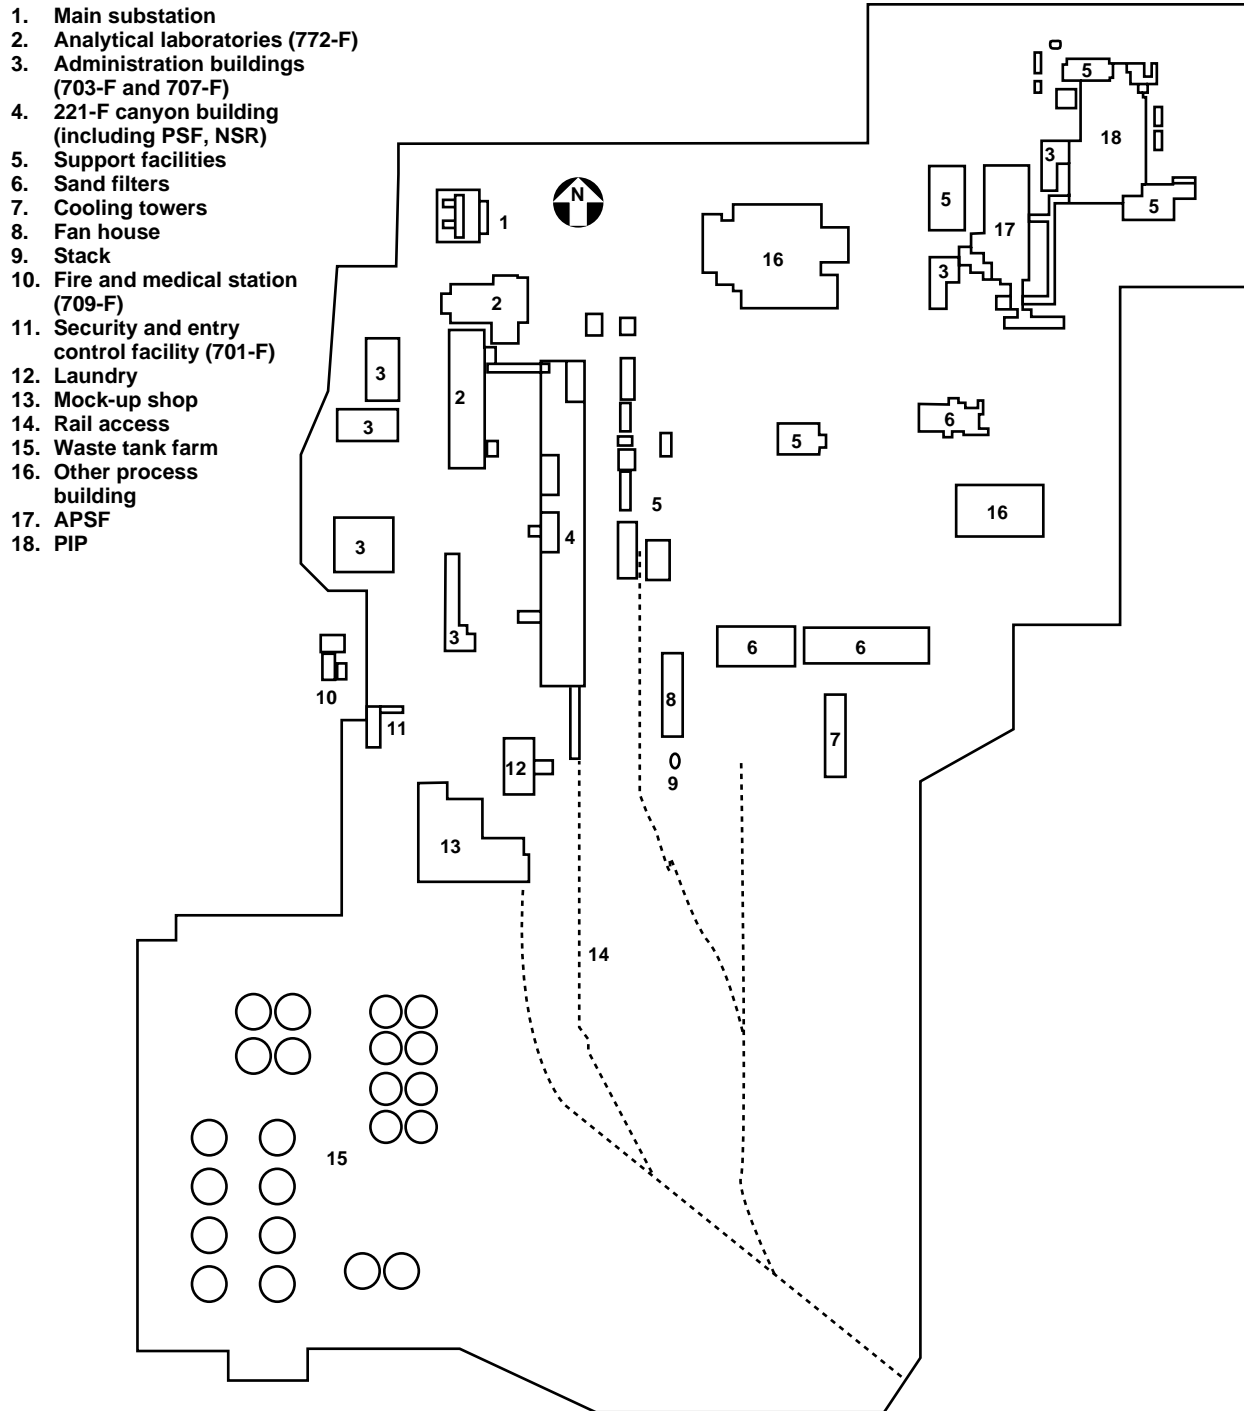 1. Main substation
2. Analytical laboratories (772-F)
3. Administration buildings
(703-F and 707-F)
4. 221-F canyon building
(including PSF, NSR)
5. Support facilities
6. Sand filters
7. Cooling towers
8. Fan house
9. Stack
10. Fire and medical station
(709-F)
11. Security and entry
control facility (701-F)
12. Laundry
13. Mock-up shop
14. Rail access
15. Waste tank farm
16. Other process
building
17. APSF
18. PIP
5
18
3
5
5
N
1
17
16
3
2
3
2
3
6
5
5
16
4
3
3
6
6
10
8
11
7
12
9
13
14
15